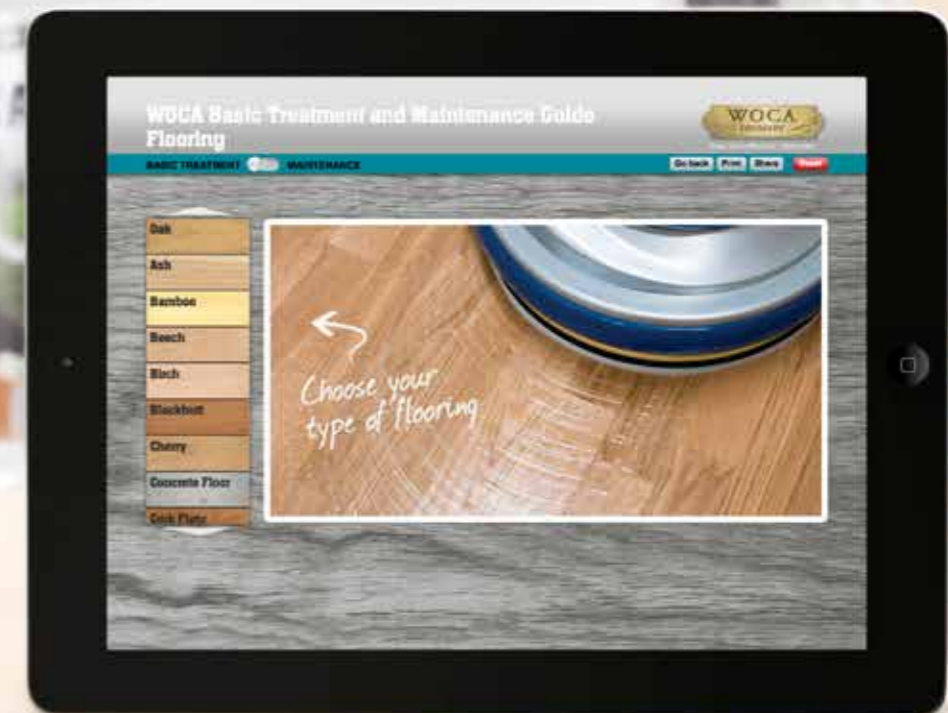 WOCA Basic Treatment and Maintenance Guide
Flooring
WOCA
DENMARK
BASIC TREATMENT MAINTENANCE
Go back Print Share Reset
Oak
Ash
Bamboo
Beech
Birch
Blackbutt
Cherry
Concrete Floor
Choose your
type of flooring